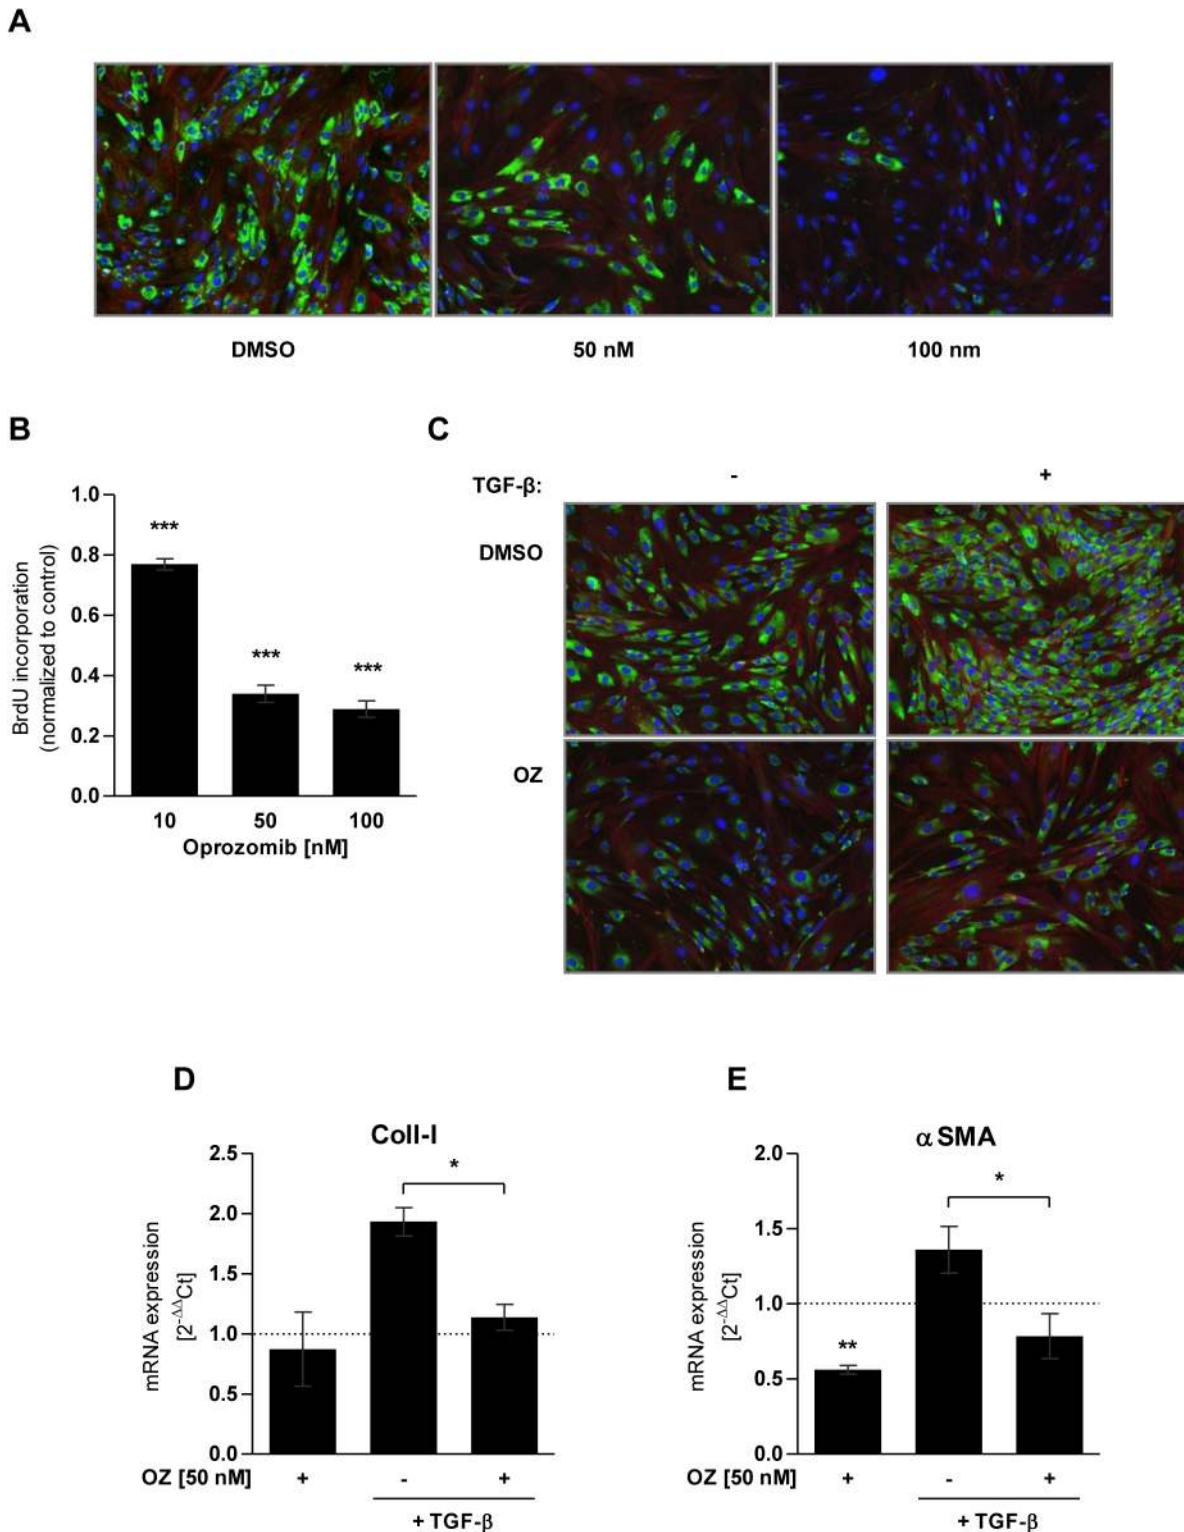 A
DMSO 50 nM 100 nm
B
1.0
0.8
0.6
0.4
0.2
0.0
BrdU incorporation
(normalized to control)
***
***
***
10 50 100
Oprozomib [nM]
C
TGF-β: - +
DMSO
OZ
D
Coll-I
2.5
2.0
1.5
1.0
0.5
0.0
mRNA expression
[2-ΔΔCt]
*
OZ [50 nM] + - +
+ TGF-β
E
α SMA
2.0
1.5
1.0
0.5
0.0
mRNA expression
[2-ΔΔCt]
**
*
OZ [50 nM] + - +
+ TGF-β